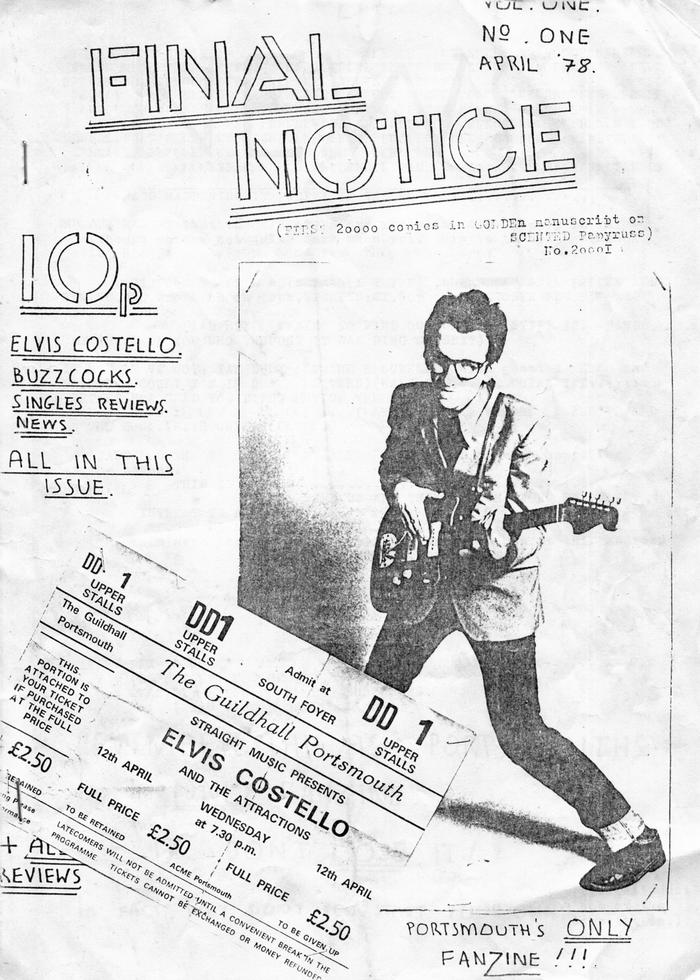 VOL. ONE.
Nº. ONE
APRIL '78.
FINAL
NOTICE
(FIRST 20000 copies in GOLDEn manuscript on
SCENTED Papyruss)
No.2000I
10p
ELVIS COSTELLO.
BUZZCOCKS.
SINGLES REVIEWS.
NEWS.
ALL IN THIS
ISSUE.
DD 1
UPPER
STALLS
The Guildhall
Portsmouth
THIS
PORTION IS
ATTACHED TO
YOUR TICKET
IF PURCHASED
AT THE FULL
PRICE
£2.50
DD1
UPPER
STALLS
Admit at
SOUTH FOYER
DD 1
UPPER
STALLS
The Guildhall Portsmouth
STRAIGHT MUSIC PRESENTS
ELVIS COSTELLO
AND THE ATTRACTIONS
WEDNESDAY
at 7.30 p.m.
12th APRIL
FULL PRICE
£2.50
TO BE RETAINED
ACME Portsmouth
12th APRIL
FULL PRICE
£2.50
TO BE GIVEN UP
LATECOMERS WILL NOT BE ADMITTED UNTIL A CONVENIENT BREAK IN THE
PROGRAMME. TICKETS CANNOT BE EXCHANGED OR MONEY REFUNDED
RETAINED
+ ALL
REVIEWS
PORTSMOUTH'S ONLY
FANZINE !!!.